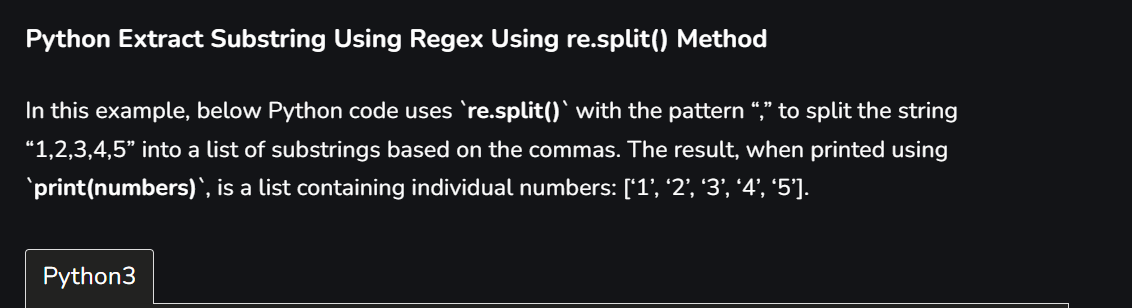 Python Extract Substring Using Regex Using re.split() Method
In this example, below Python code uses `re.split()` with the pattern “,” to split the string
“1,2,3,4,5” into a list of substrings based on the commas. The result, when printed using
`print(numbers)`, is a list containing individual numbers: [‘1’, ‘2’, ‘3’, ‘4’, ‘5’].
Python3